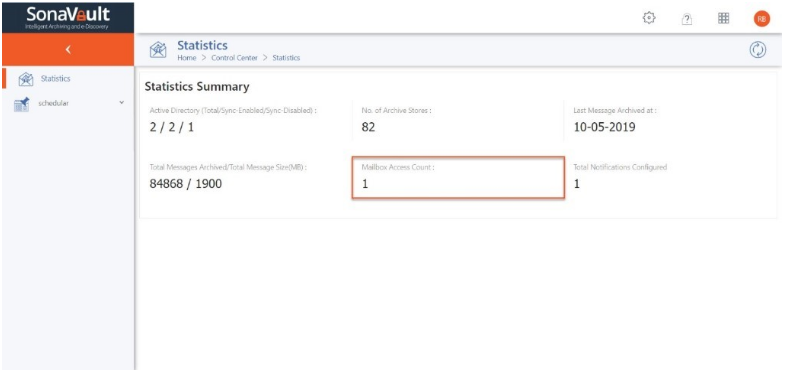 SonaVault
Intelligent Archiving and e-Discovery
RB
Statistics
Home > Control Center > Statistics
Statistics
schedular
Statistics Summary
Active Directory (Total/Sync-Enabled/Sync-Disabled) :
2 / 2 / 1
No. of Archive Stores :
82
Last Message Archived at :
10-05-2019
Total Messages Archived/Total Message Size(MB) :
84868 / 1900
Mailbox Access Count :
1
Total Notifications Configured
1